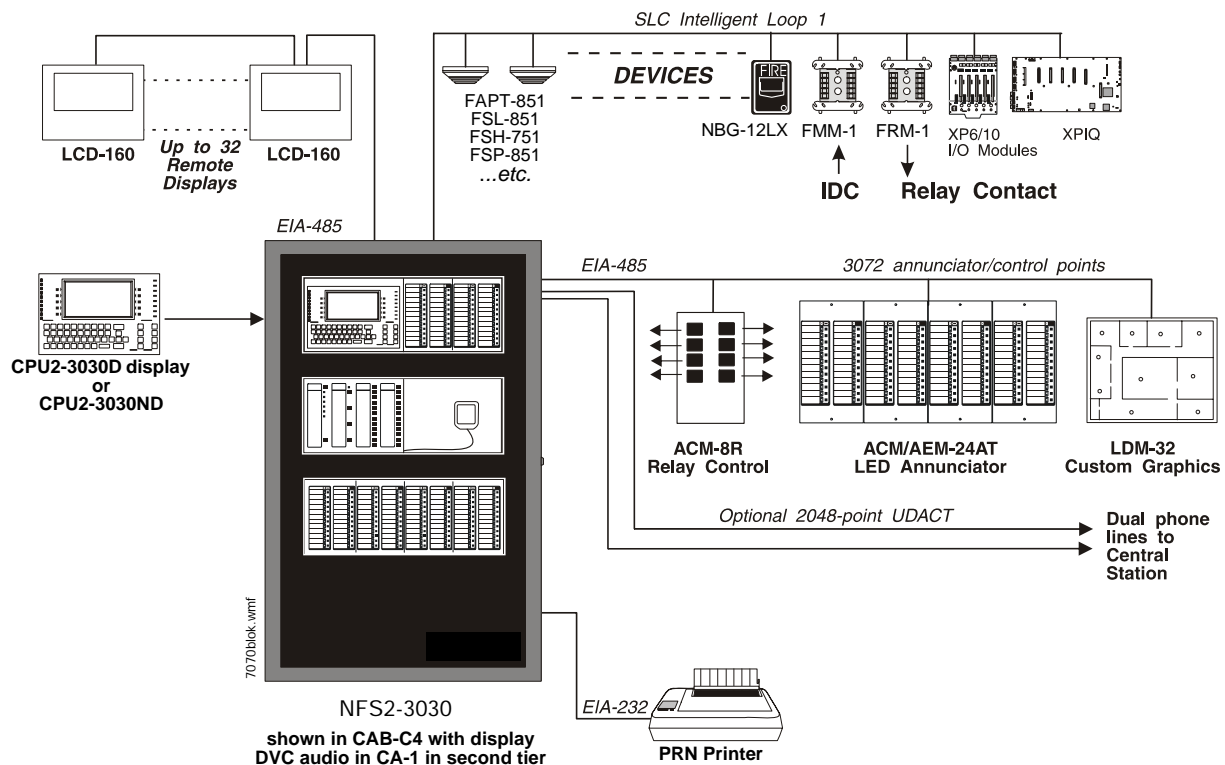 SLC Intelligent Loop 1
LCD-160
Up to 32
Remote
Displays
LCD-160
FAPT-851
FSL-851
FSH-751
FSP-851
...etc.
DEVICES
FIRE
NBG-12LX
FMM-1
FRM-1
XP6/10
I/O Modules
XPIQ
IDC
Relay Contact
EIA-485
CPU2-3030D display
or
CPU2-3030ND
EIA-485
3072 annunciator/control points
ACM-8R
Relay Control
ACM/AEM-24AT
LED Annunciator
LDM-32
Custom Graphics
Optional 2048-point UDACT
Dual phone
lines to
Central
Station
7070blok.wmf
NFS2-3030
shown in CAB-C4 with display
DVC audio in CA-1 in second tier
EIA-232
PRN Printer